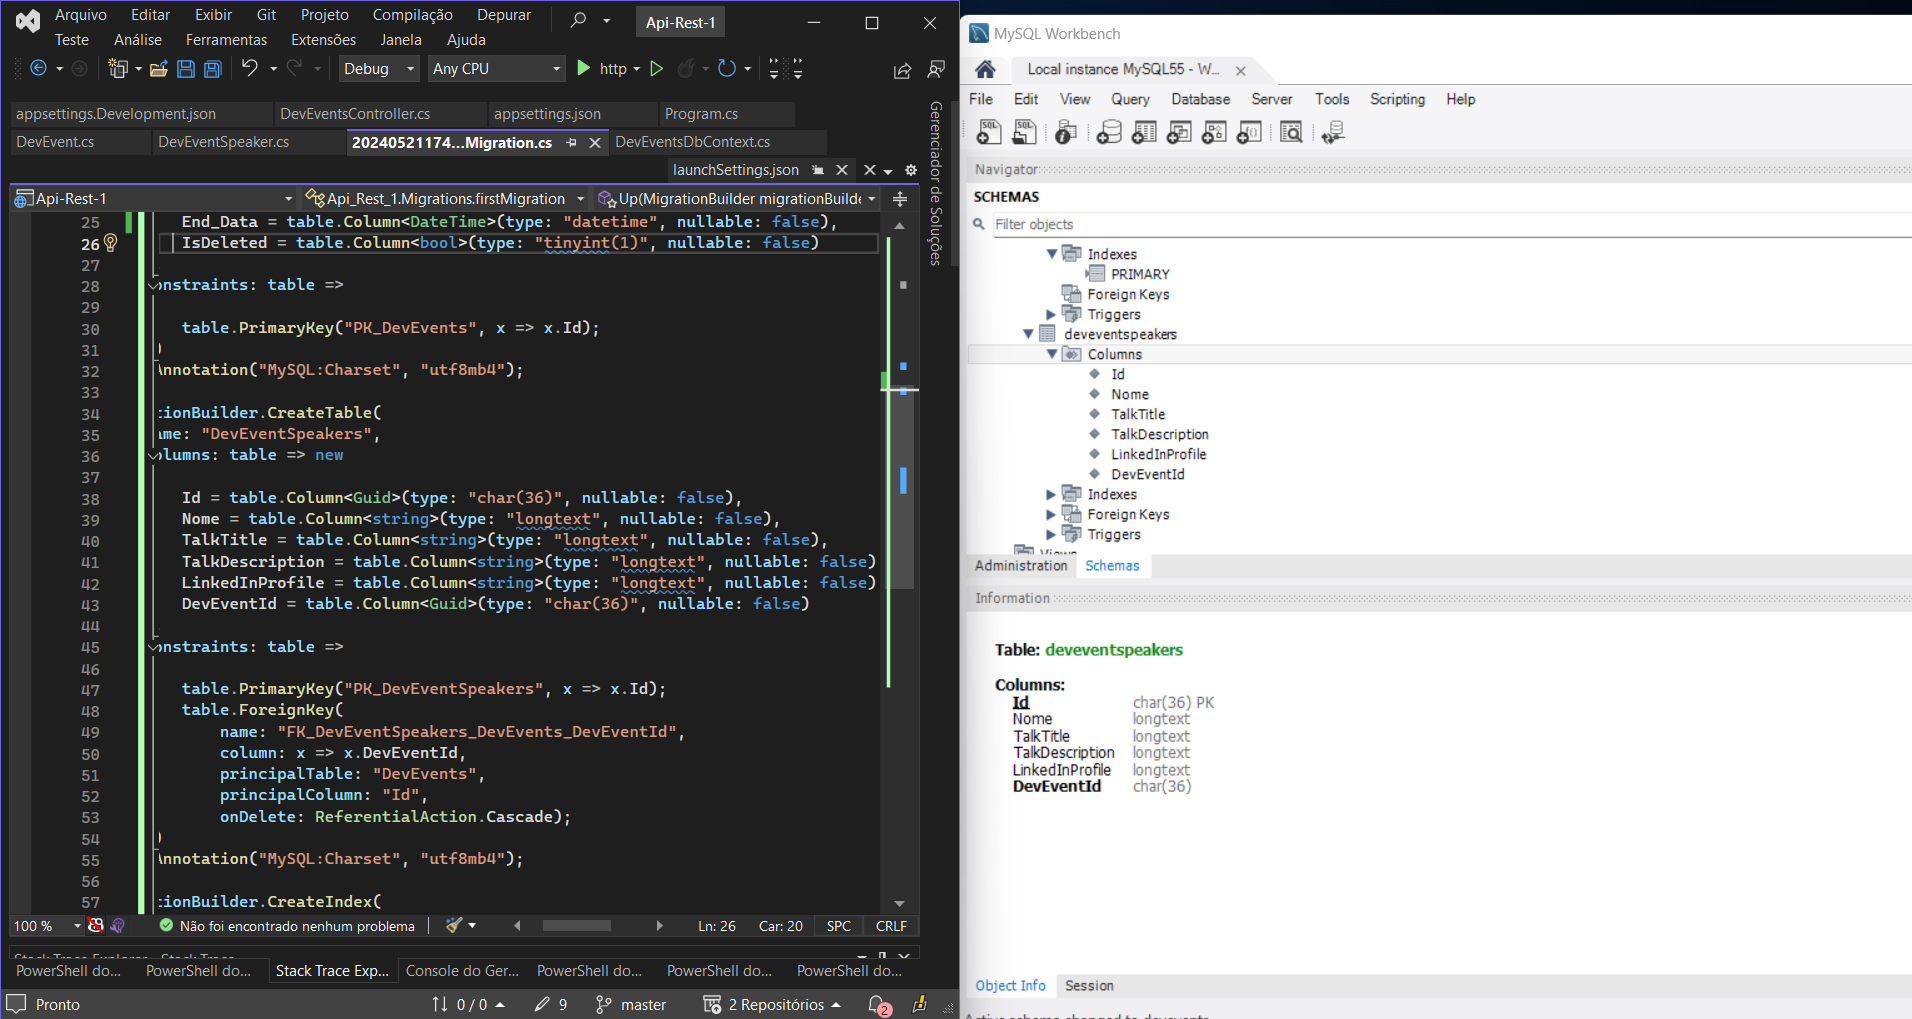 Arquivo Editar Exibir Git Projeto Compilação Depurar
Api-Rest-1
Teste Análise Ferramentas Extensões Janela Ajuda
Debug Any CPU http
appsettings.Development.json DevEventsController.cs appsettings.json Program.cs
DevEvent.cs DevEventSpeaker.cs 20240521174...Migration.cs DevEventsDbContext.cs
launchSettings.json
Gerenciador de Soluções
Api-Rest-1 Api_Rest_1.Migrations.firstMigration Up(MigrationBuilder migrationBuilde
25 End_Data = table.Column<DateTime>(type: "datetime", nullable: false),
26 IsDeleted = table.Column<bool>(type: "tinyint(1)", nullable: false)
27
28 onstraints: table =>
29
30 table.PrimaryKey("PK_DevEvents", x => x.Id);
31 )
32 Annotation("MySQL:Charset", "utf8mb4");
33
34 tionBuilder.CreateTable(
35 ame: "DevEventSpeakers",
36 olumns: table => new
37
38 Id = table.Column<Guid>(type: "char(36)", nullable: false),
39 Nome = table.Column<string>(type: "longtext", nullable: false),
40 TalkTitle = table.Column<string>(type: "longtext", nullable: false),
41 TalkDescription = table.Column<string>(type: "longtext", nullable: false)
42 LinkedInProfile = table.Column<string>(type: "longtext", nullable: false)
43 DevEventId = table.Column<Guid>(type: "char(36)", nullable: false)
44
45 onstraints: table =>
46
47 table.PrimaryKey("PK_DevEventSpeakers", x => x.Id);
48 table.ForeignKey(
49 name: "FK_DevEventSpeakers_DevEvents_DevEventId",
50 column: x => x.DevEventId,
51 principalTable: "DevEvents",
52 principalColumn: "Id",
53 onDelete: ReferentialAction.Cascade);
54 )
55 Annotation("MySQL:Charset", "utf8mb4");
56
57 tionBuilder.CreateIndex(
100 % Não foi encontrado nenhum problema Ln: 26 Car: 20 SPC CRLF
PowerShell do... PowerShell do... Stack Trace Exp... Console do Ger... PowerShell do... PowerShell do... PowerShell do...
Pronto 0 / 0 9 master 2 Repositórios 2
MySQL Workbench
Local instance MySQL55 - W...
File Edit View Query Database Server Tools Scripting Help
Navigator
SCHEMAS
Filter objects
Indexes
PRIMARY
Foreign Keys
Triggers
deveventspeakers
Columns
Id
Nome
TalkTitle
TalkDescription
LinkedInProfile
DevEventId
Indexes
Foreign Keys
Triggers
Views
Administration Schemas
Information
Table: deveventspeakers
Columns:
Id char(36) PK
Nome longtext
TalkTitle longtext
TalkDescription longtext
LinkedInProfile longtext
DevEventId char(36)
Object Info Session